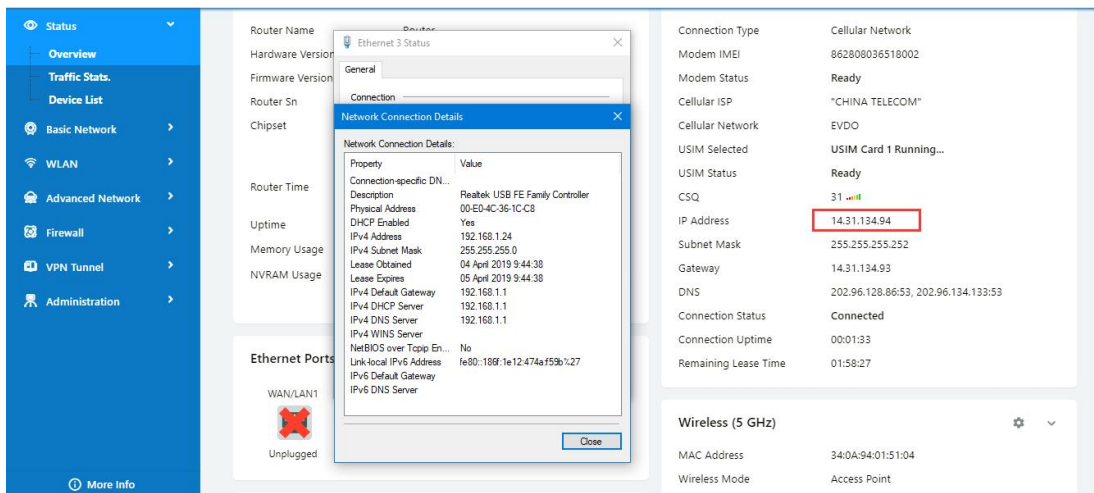 Status
Overview
Traffic Stats.
Device List
Basic Network
WLAN
Advanced Network
Firewall
VPN Tunnel
Administration
More Info
Router Name
Router
Hardware Version
Firmware Version
Router Sn
Chipset
Router Time
Uptime
Memory Usage
NVRAM Usage
Ethernet Ports
WAN/LAN1
Unplugged
Ethernet 3 Status
General
Connection
Network Connection Details
Network Connection Details:
Property Value
Connection-specific DN...
Description Realtek USB FE Family Controller
Physical Address 00-E0-4C-36-1C-C8
DHCP Enabled Yes
IPv4 Address 192.168.1.24
IPv4 Subnet Mask 255.255.255.0
Lease Obtained 04 April 2019 9:44:38
Lease Expires 05 April 2019 9:44:38
IPv4 Default Gateway 192.168.1.1
IPv4 DHCP Server 192.168.1.1
IPv4 DNS Server 192.168.1.1
IPv4 WINS Server
NetBIOS over Tcpip En... No
Link-local IPv6 Address fe80::186f:1e12:474a:f59b%27
IPv6 Default Gateway
IPv6 DNS Server
Close
Connection Type Cellular Network
Modem IMEI 862808036518002
Modem Status Ready
Cellular ISP "CHINA TELECOM"
Cellular Network EVDO
USIM Selected USIM Card 1 Running...
USIM Status Ready
CSQ 31
IP Address 14.31.134.94
Subnet Mask 255.255.255.252
Gateway 14.31.134.93
DNS 202.96.128.86:53, 202.96.134.133:53
Connection Status Connected
Connection Uptime 00:01:33
Remaining Lease Time 01:58:27
Wireless (5 GHz)
MAC Address 34:0A:94:01:51:04
Wireless Mode Access Point